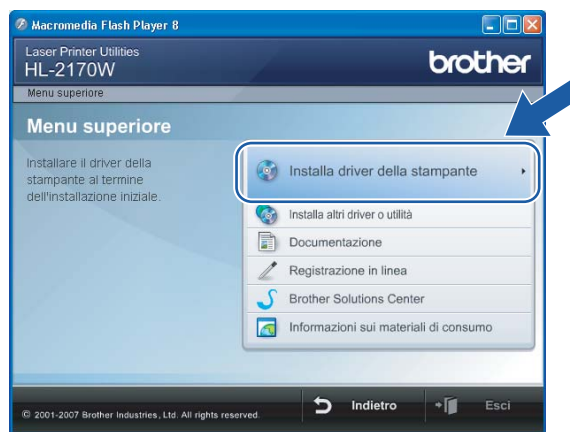 Macromedia Flash Player 8
Laser Printer Utilities
HL-2170W
brother
Menu superiore
Menu superiore
Installare il driver della
stampante al termine
dell'installazione iniziale.
Installa driver della stampante
Installa altri driver o utilità
Documentazione
Registrazione in linea
Brother Solutions Center
Informazioni sui materiali di consumo
© 2001-2007 Brother Industries, Ltd. All rights reserved.
Indietro
Esci